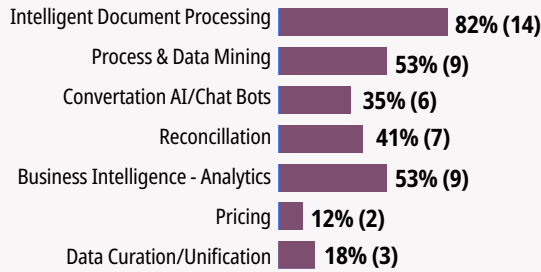 Intelligent Document Processing 82% (14)
Process & Data Mining 53% (9)
Convertation AI/Chat Bots 35% (6)
Reconcillation 41% (7)
Business Intelligence - Analytics 53% (9)
Pricing 12% (2)
Data Curation/Unification 18% (3)